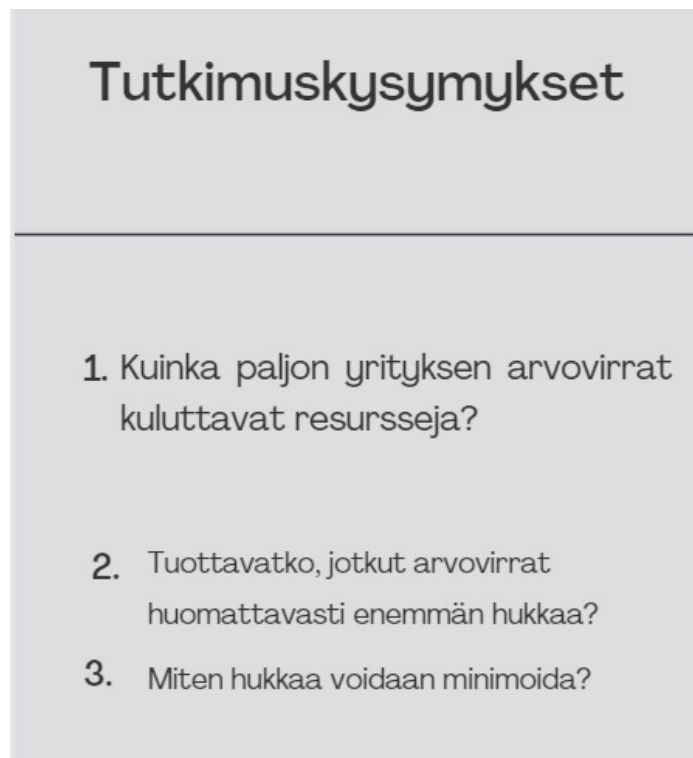 Tutkimuskysymykset
1. Kuinka paljon yrityksen arvovirrat
kuluttavat resursseja?
2. Tuottavatko, jotkut arvovirrat
huomattavasti enemmän hukkaa?
3. Miten hukkaa voidaan minimoida?